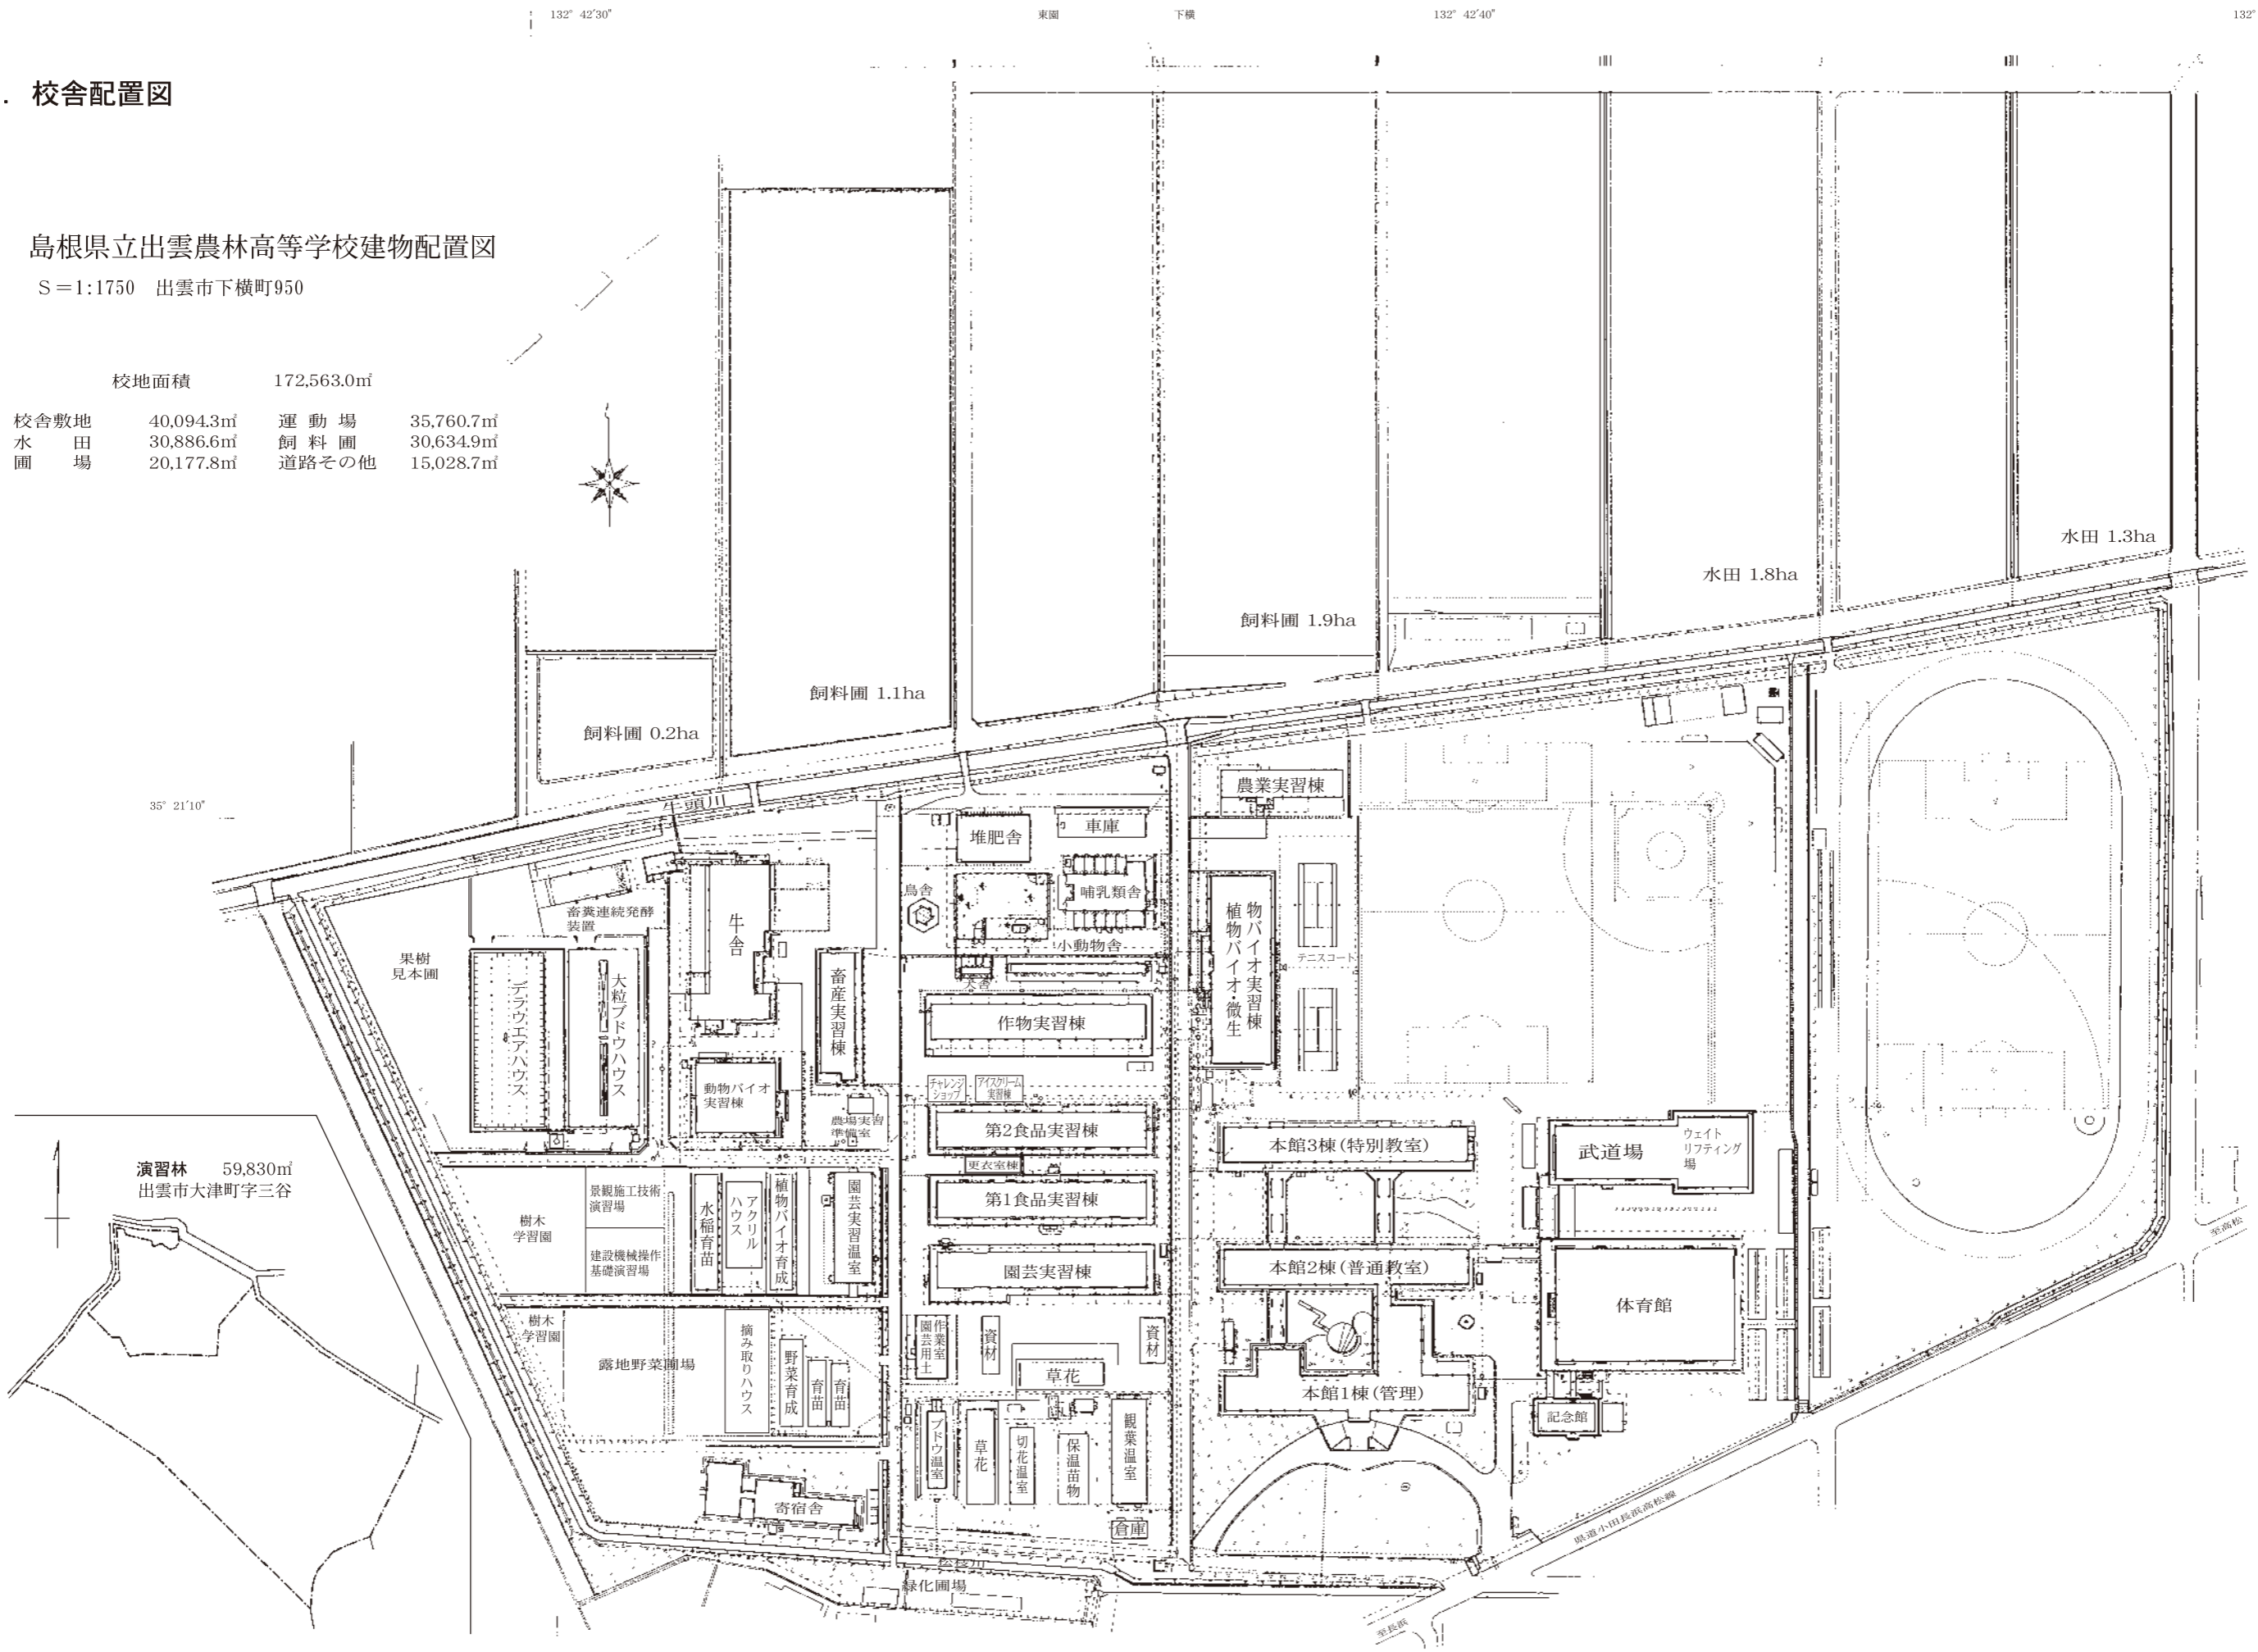 132° 42′30″
東園
下横
132° 42′40″
132°
. 校舎配置図
島根県立出雲農林高等学校建物配置図
S=1:1750 出雲市下横町950
校地面積 172,563.0㎡
校舎敷地 40,094.3㎡ 運動場 35,760.7㎡
水田 30,886.6㎡ 飼料圃 30,634.9㎡
圃場 20,177.8㎡ 道路その他 15,028.7㎡
水田 1.3ha
水田 1.8ha
飼料圃 1.9ha
飼料圃 1.1ha
飼料圃 0.2ha
35° 21′10″
農業実習棟
堆肥舎
車庫
鳥舎
哺乳類舎
小動物舎
犬舎
畜糞連続発酵
装置
牛舎
果樹
見本圃
デラウエアハウス
大粒ブドウハウス
畜産実習棟
動物バイオ
実習棟
農場実習
準備室
作物実習棟
植物バイオ・微生
物バイオ実習棟
テニスコート
チャレンジ
ショップ
アイスクリーム
実習棟
第2食品実習棟
更衣室棟
第1食品実習棟
園芸実習棟
本館3棟(特別教室)
本館2棟(普通教室)
本館1棟(管理)
武道場
ウェイト
リフティング
場
体育館
記念館
演習林 59,830㎡
出雲市大津町字三谷
樹木
学習園
景観施工技術
演習場
建設機械操作
基礎演習場
水稲育苗
アクリル
ハウス
植物バイオ育成
園芸実習温室
樹木
学習園
露地野菜圃場
摘み取りハウス
野菜育成
育苗
育苗
園芸用土
作業室
資材
資材
草花
ブドウ温室
草花
切花温室
保温苗物
観葉温室
倉庫
寄宿舎
緑化圃場
県道小田長浜高松線
至高松
至長浜